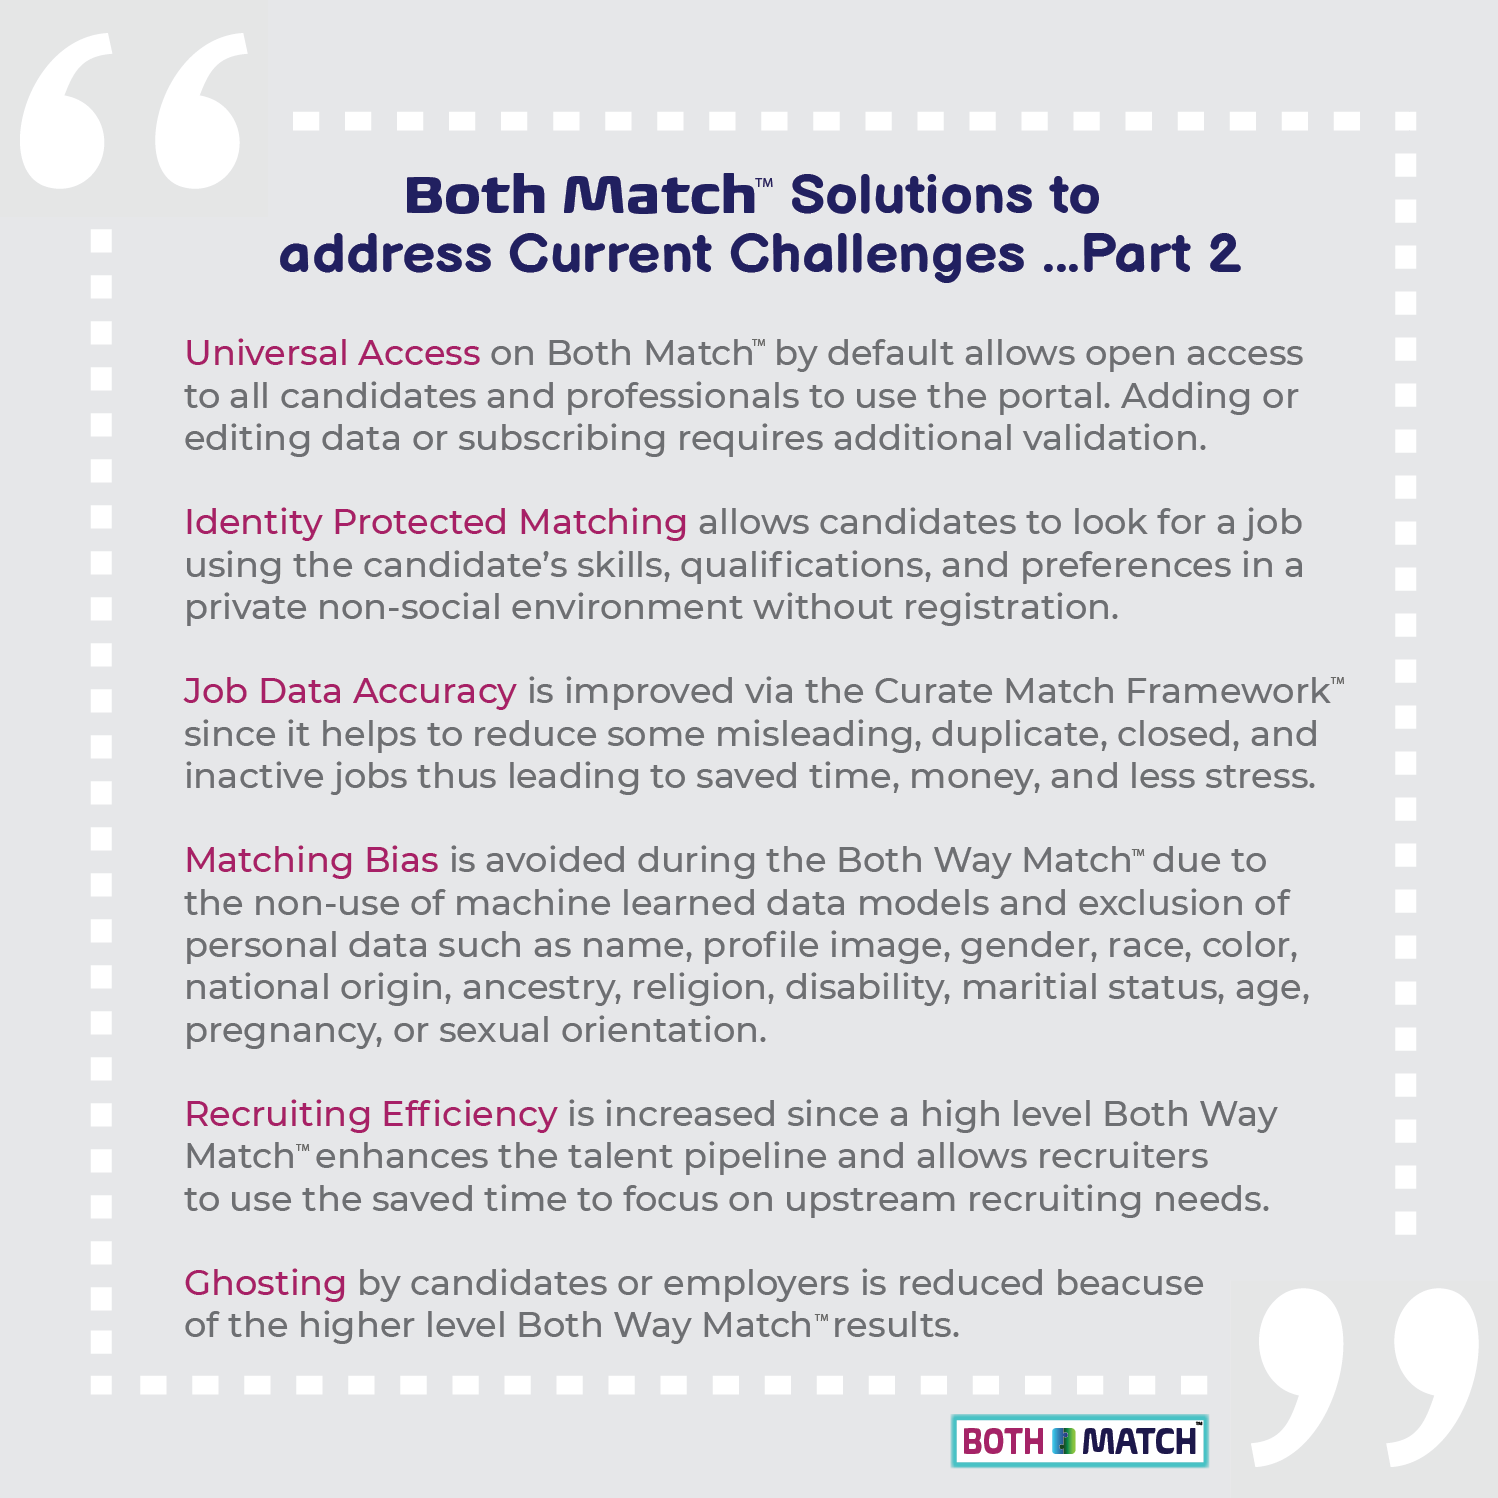 Both Match™ Solutions to
address Current Challenges ...Part 2
Universal Access on Both Match™ by default allows open access
to all candidates and professionals to use the portal. Adding or
editing data or subscribing requires additional validation.
Identity Protected Matching allows candidates to look for a job
using the candidate’s skills, qualifications, and preferences in a
private non-social environment without registration.
Job Data Accuracy is improved via the Curate Match Framework™
since it helps to reduce some misleading, duplicate, closed, and
inactive jobs thus leading to saved time, money, and less stress.
Matching Bias is avoided during the Both Way Match™ due to
the non-use of machine learned data models and exclusion of
personal data such as name, profile image, gender, race, color,
national origin, ancestry, religion, disability, maritial status, age,
pregnancy, or sexual orientation.
Recruiting Efficiency is increased since a high level Both Way
Match™ enhances the talent pipeline and allows recruiters
to use the saved time to focus on upstream recruiting needs.
Ghosting by candidates or employers is reduced beacuse
of the higher level Both Way Match™ results.
BOTH MATCH™